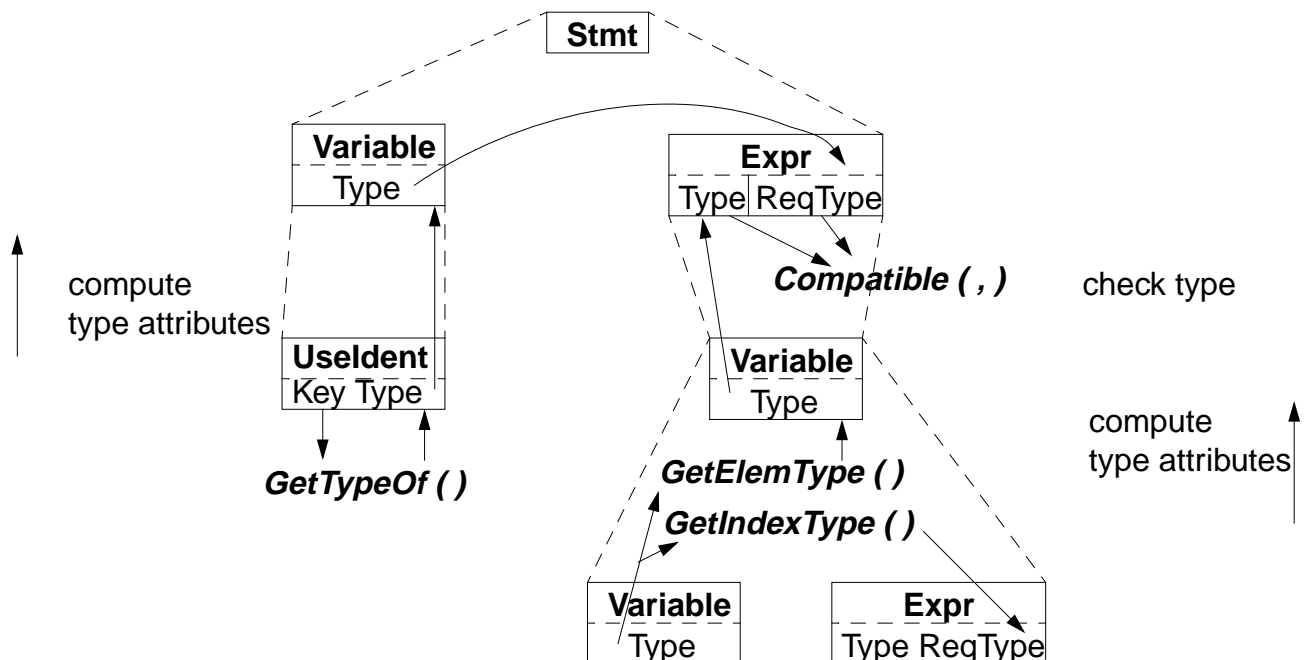 Stmt
Variable
Type
Expr
Type ReqType
Compatible ( , )
check type
compute
type attributes
UseIdent
Key Type
GetTypeOf ( )
Variable
Type
compute
type attributes
GetElemType ( )
GetIndexType ( )
Variable
Type
Expr
Type ReqType